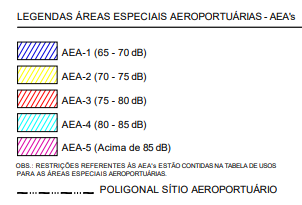 LEGENDAS ÁREAS ESPECIAIS AEROPORTUÁRIAS - AEA's
AEA-1 (65 - 70 dB)
AEA-2 (70 - 75 dB)
AEA-3 (75 - 80 dB)
AEA-4 (80 - 85 dB)
AEA-5 (Acima de 85 dB)
OBS.: RESTRIÇÕES REFERENTES ÀS AEA's ESTÃO CONTIDAS NA TABELA DE USOS
PARA AS ÁREAS ESPECIAIS AEROPORTUÁRIAS.
POLIGONAL SÍTIO AEROPORTUÁRIO